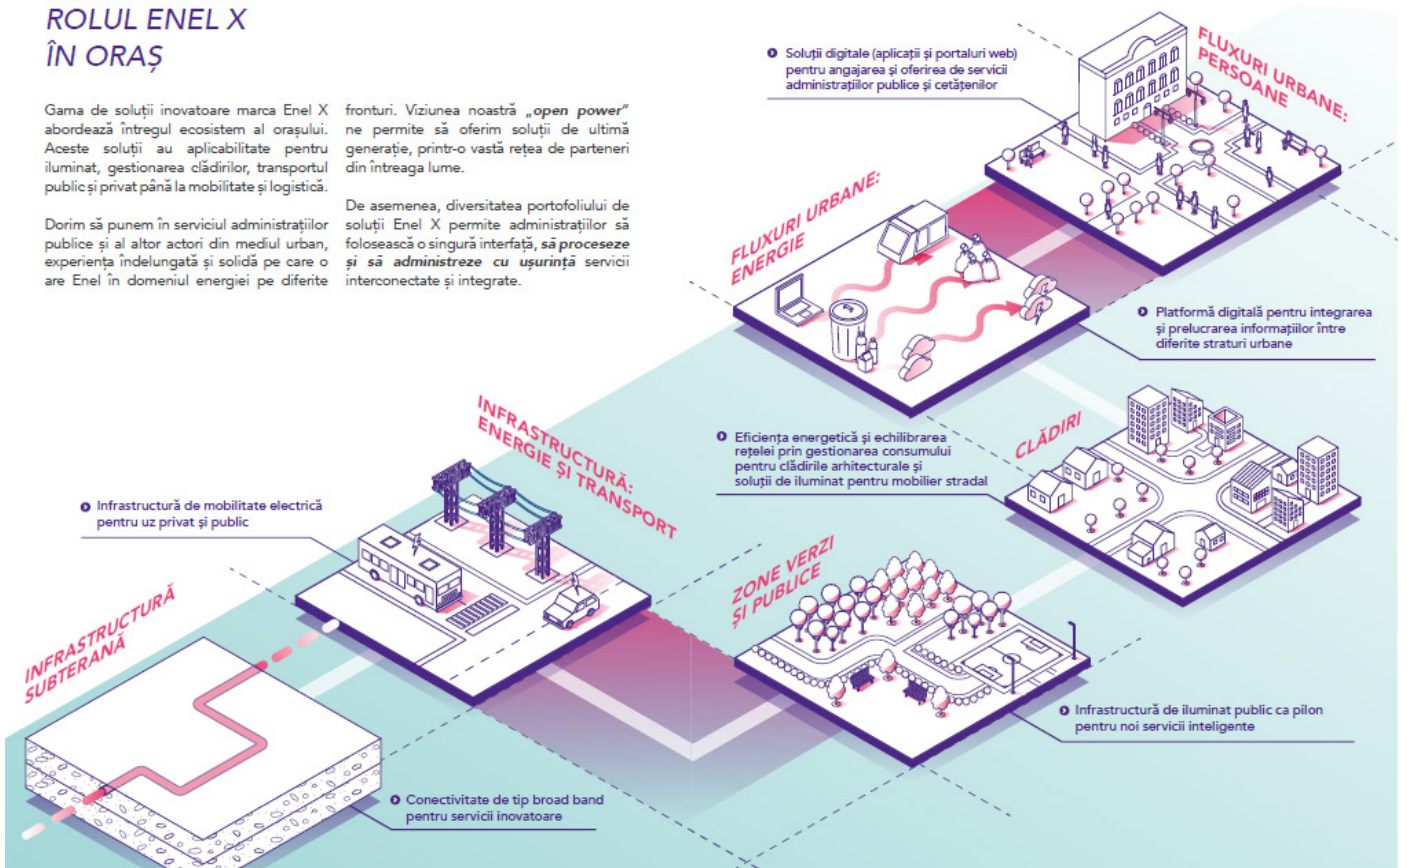 ROLUL ENEL X
ÎN ORAȘ
Gama de soluții inovatoare marca Enel X
abordează întregul ecosistem al orașului.
Aceste soluții au aplicabilitate pentru
iluminat, gestionarea clădirilor, transportul
public și privat până la mobilitate și logistică.
Dorim să punem în serviciul administrațiilor
publice și al altor actori din mediul urban,
experiența îndelungată și solidă pe care o
are Enel în domeniul energiei pe diferite
fronturi. Viziunea noastră „open power”
ne permite să oferim soluții de ultimă
generație, printr-o vastă rețea de parteneri
din întreaga lume.
De asemenea, diversitatea portofoliului de
soluții Enel X permite administrațiilor să
folosească o singură interfață, să proceseze
și să administreze cu ușurință servicii
interconectate și integrate.
Soluții digitale (aplicații și portaluri web)
pentru angajarea și oferirea de servicii
administrațiilor publice și cetățenilor
FLUXURI URBANE:
PERSOANE
FLUXURI URBANE:
ENERGIE
Platformă digitală pentru integrarea
și prelucrarea informațiilor între
diferite straturi urbane
CLĂDIRI
Eficiența energetică și echilibrarea
rețelei prin gestionarea consumului
pentru clădirile arhitecturale și
soluții de iluminat pentru mobilier stradal
INFRASTRUCTURĂ:
ENERGIE ȘI TRANSPORT
Infrastructură de mobilitate electrică
pentru uz privat și public
ZONE VERZI
ȘI PUBLICE
INFRASTRUCTURĂ
SUBTERANĂ
Infrastructură de iluminat public ca pilon
pentru noi servicii inteligente
Conectivitate de tip broad band
pentru servicii inovatoare